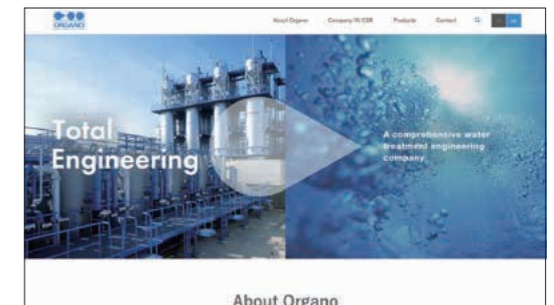 ORGANO
About Organo
Company/IR/CSR
Products
Contact
Total
Engineering
A comprehensive water
treatment engineering
company
About Organo